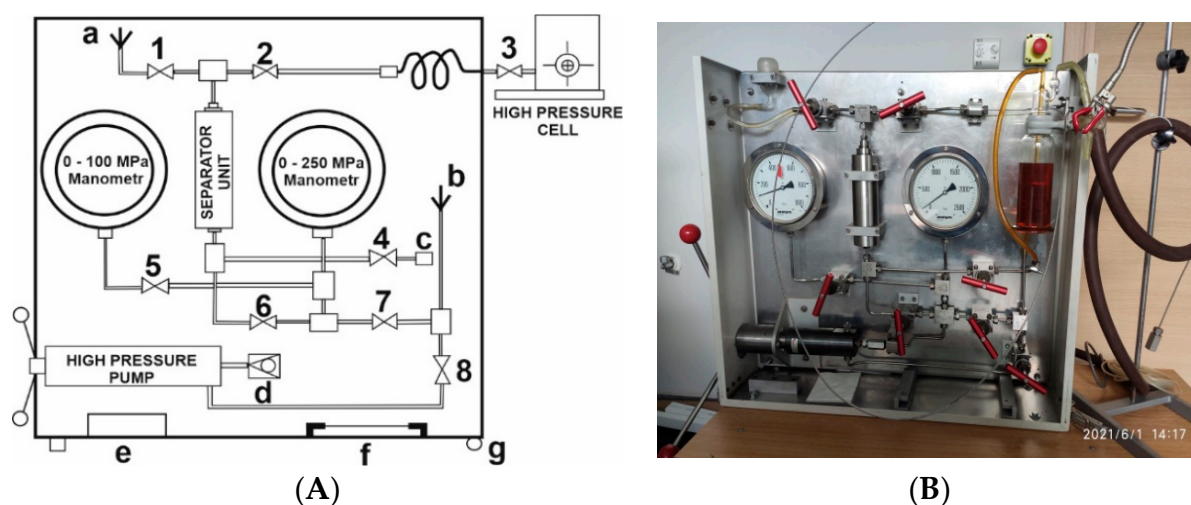 a
1
2
3
HIGH PRESSURE
CELL
0 - 100 MPa
Manometr
SEPARATOR
UNIT
0 - 250 MPa
Manometr
b
4
c
5
6
7
HIGH PRESSURE
PUMP
d
8
e
f
g
2021/6/1 14:17
(A)
(B)